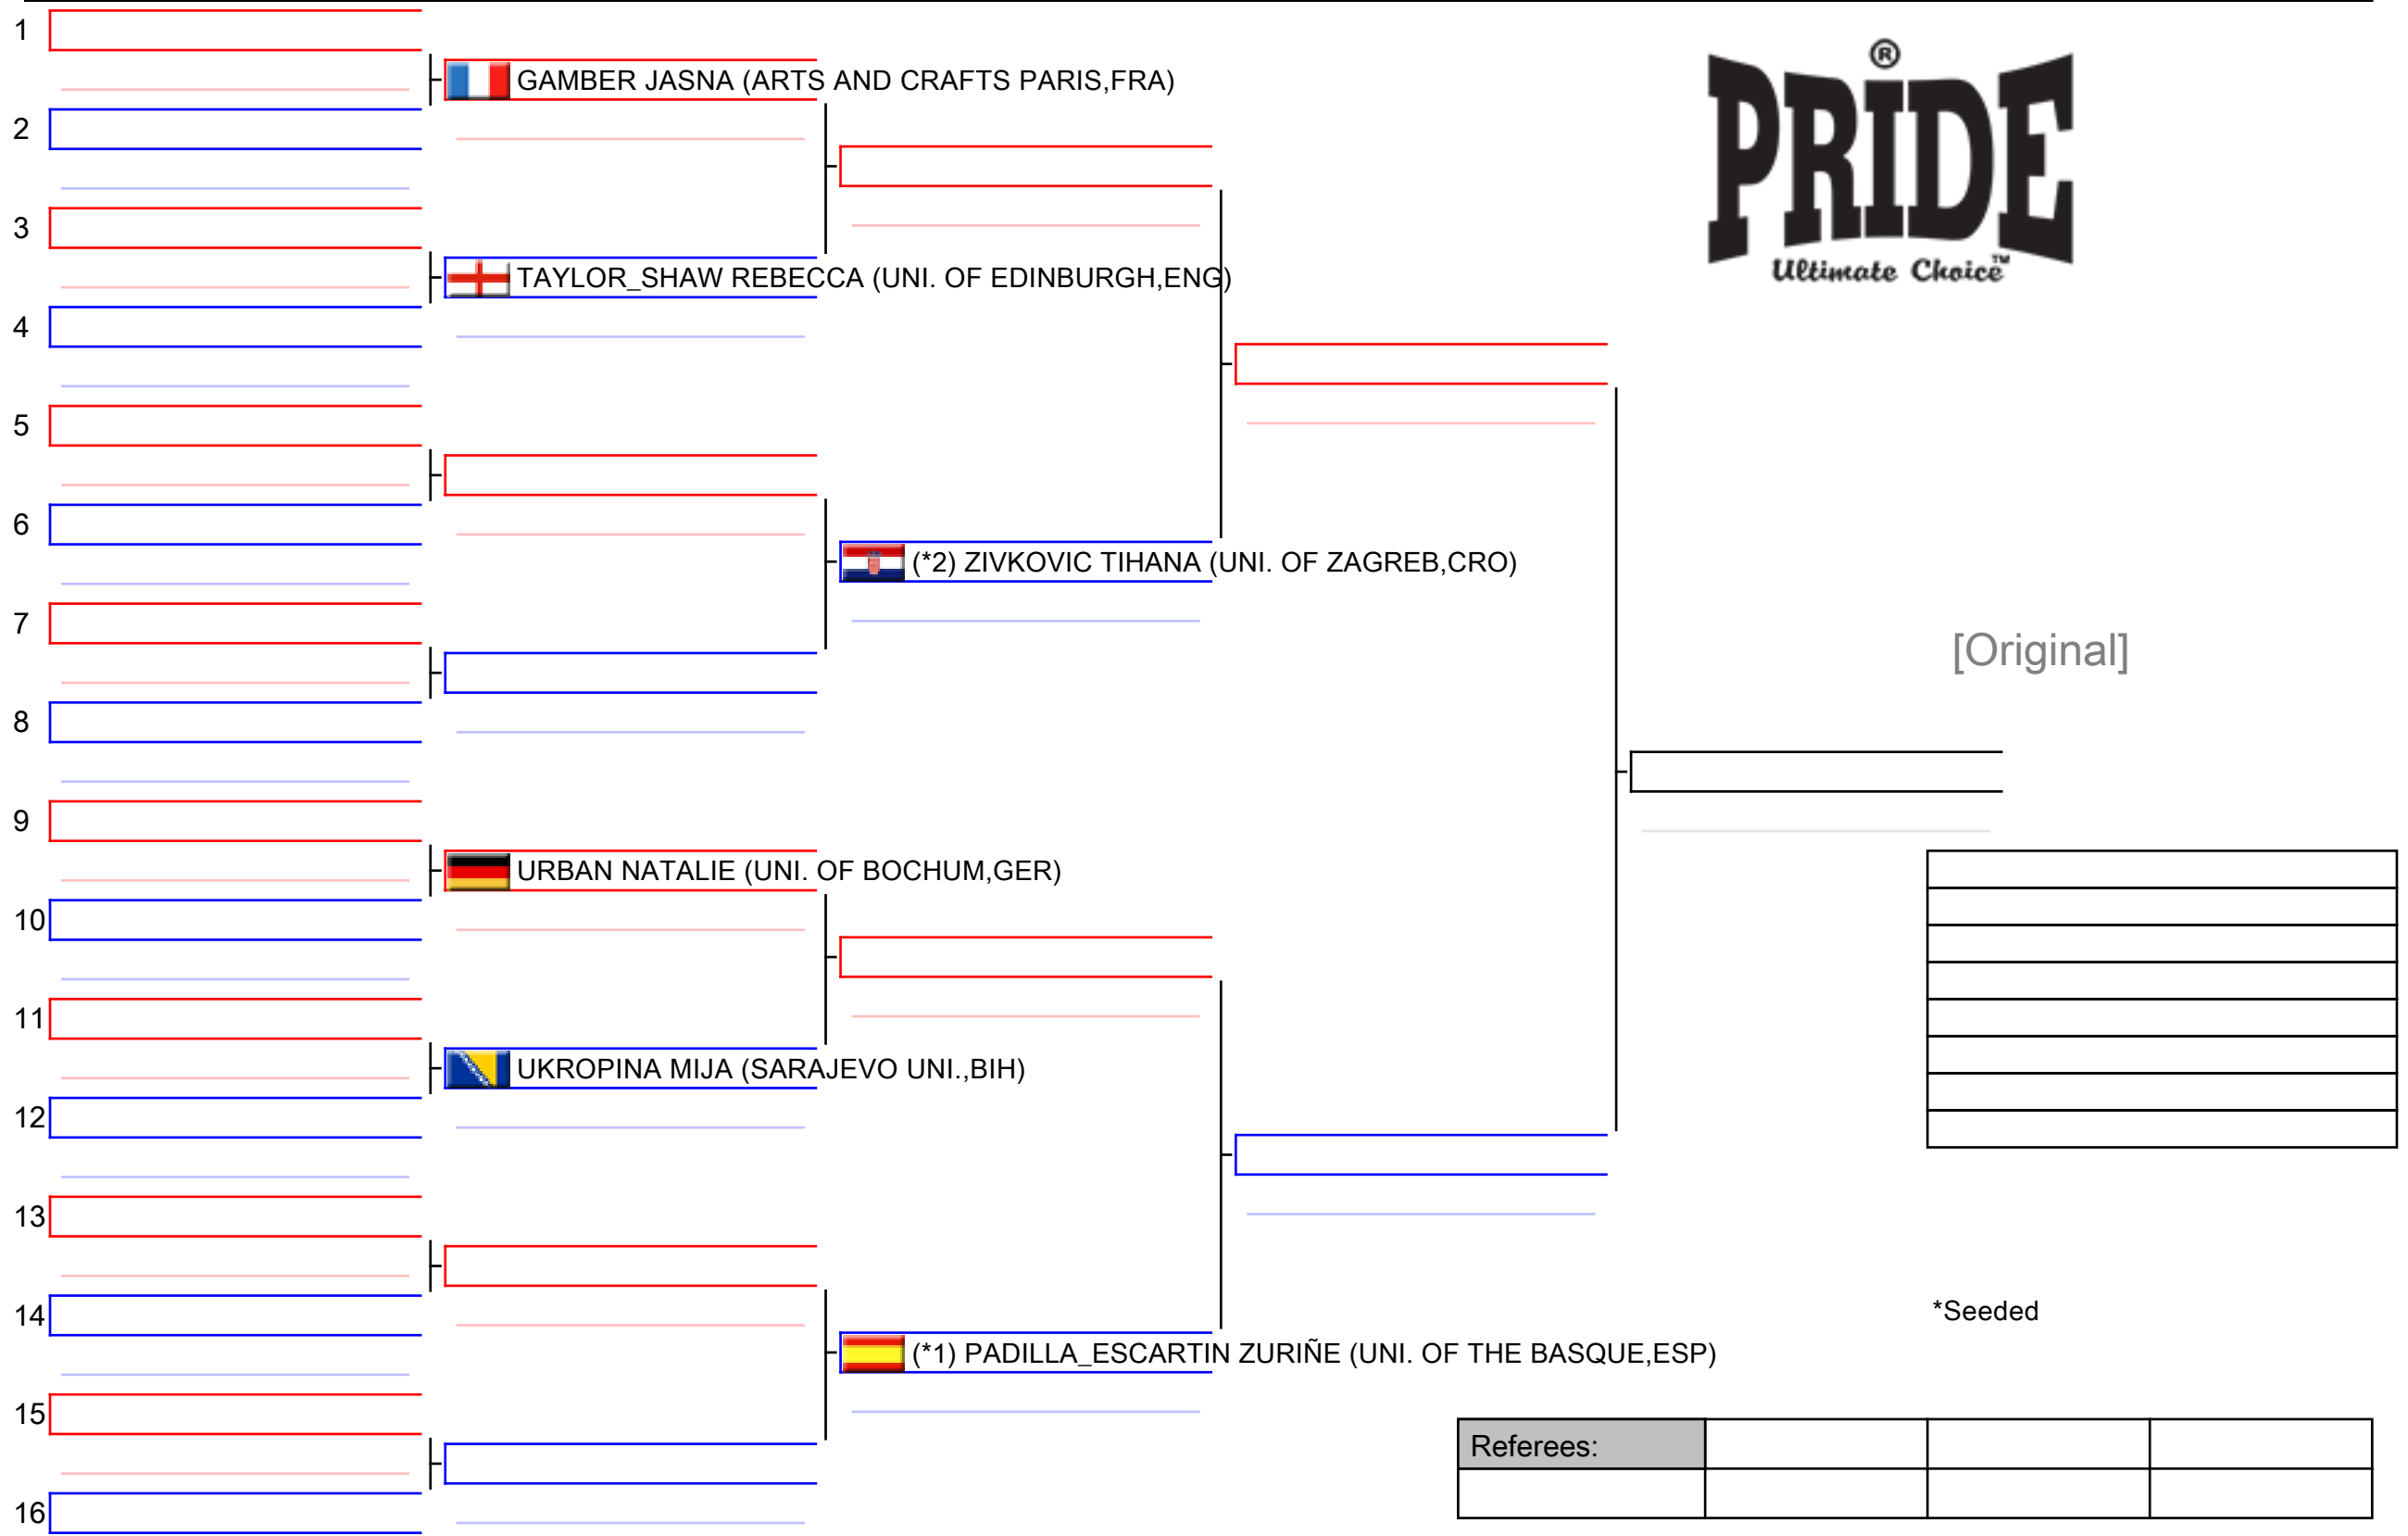 1
GAMBER JASNA (ARTS AND CRAFTS PARIS,FRA)
2
3
TAYLOR_SHAW REBECCA (UNI. OF EDINBURGH,ENG)
4
5
6
(*2) ZIVKOVIC TIHANA (UNI. OF ZAGREB,CRO)
7
8
9
URBAN NATALIE (UNI. OF BOCHUM,GER)
10
11
UKROPINA MIJA (SARAJEVO UNI.,BIH)
12
13
14
(*1) PADILLA_ESCARTIN ZURIÑE (UNI. OF THE BASQUE,ESP)
15
16
®
PRIDE
Ultimate Choice™
[Original]
*Seeded
Referees: